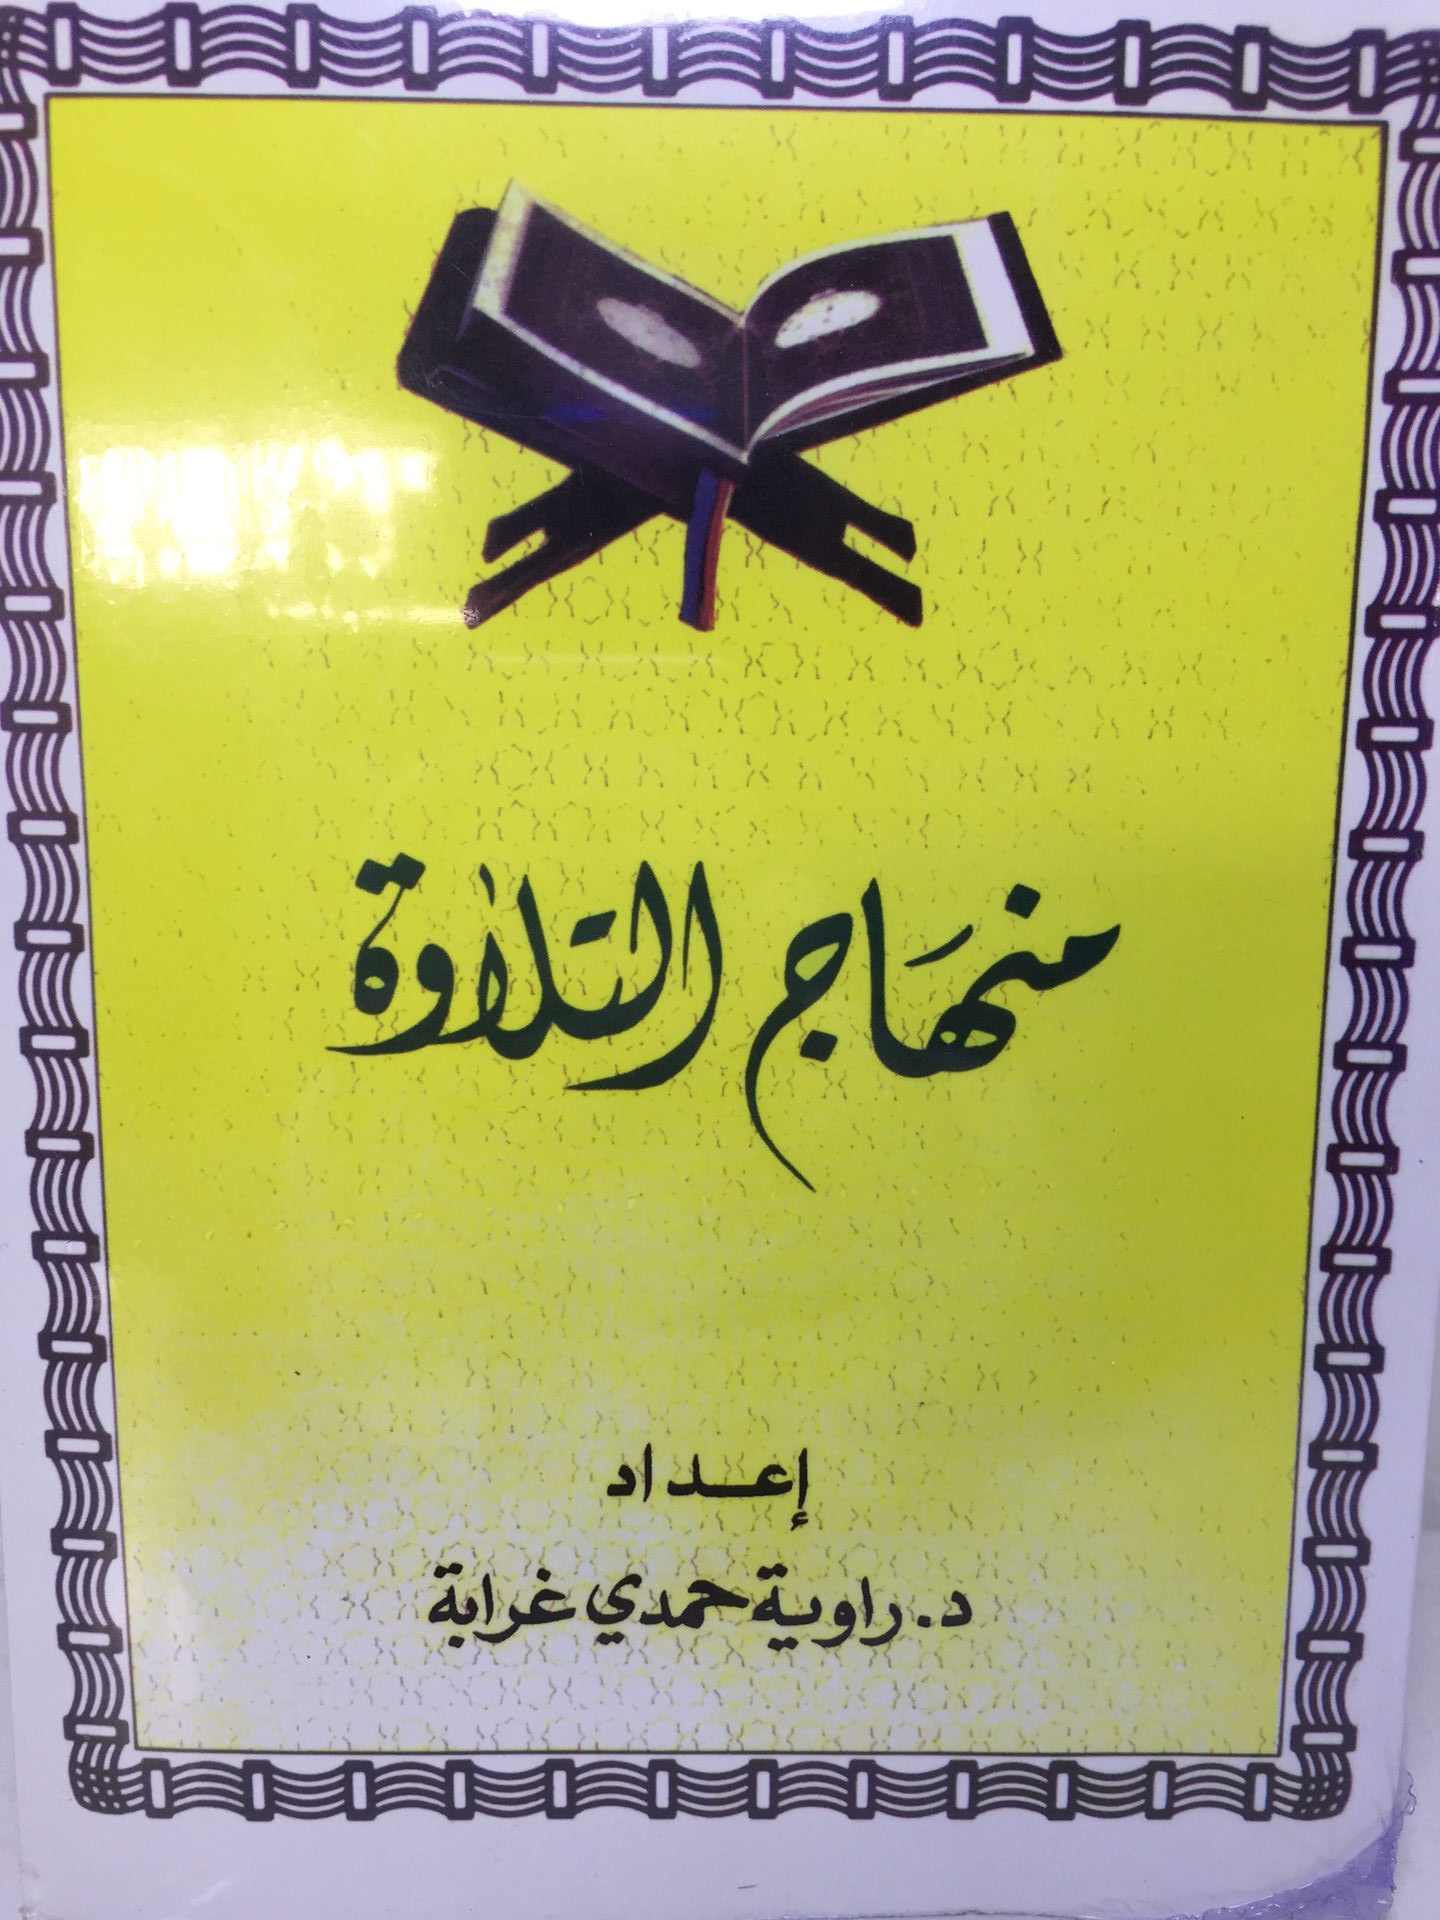 منهاج التلاوة
إعداد
د. راوية حمدي غرابة